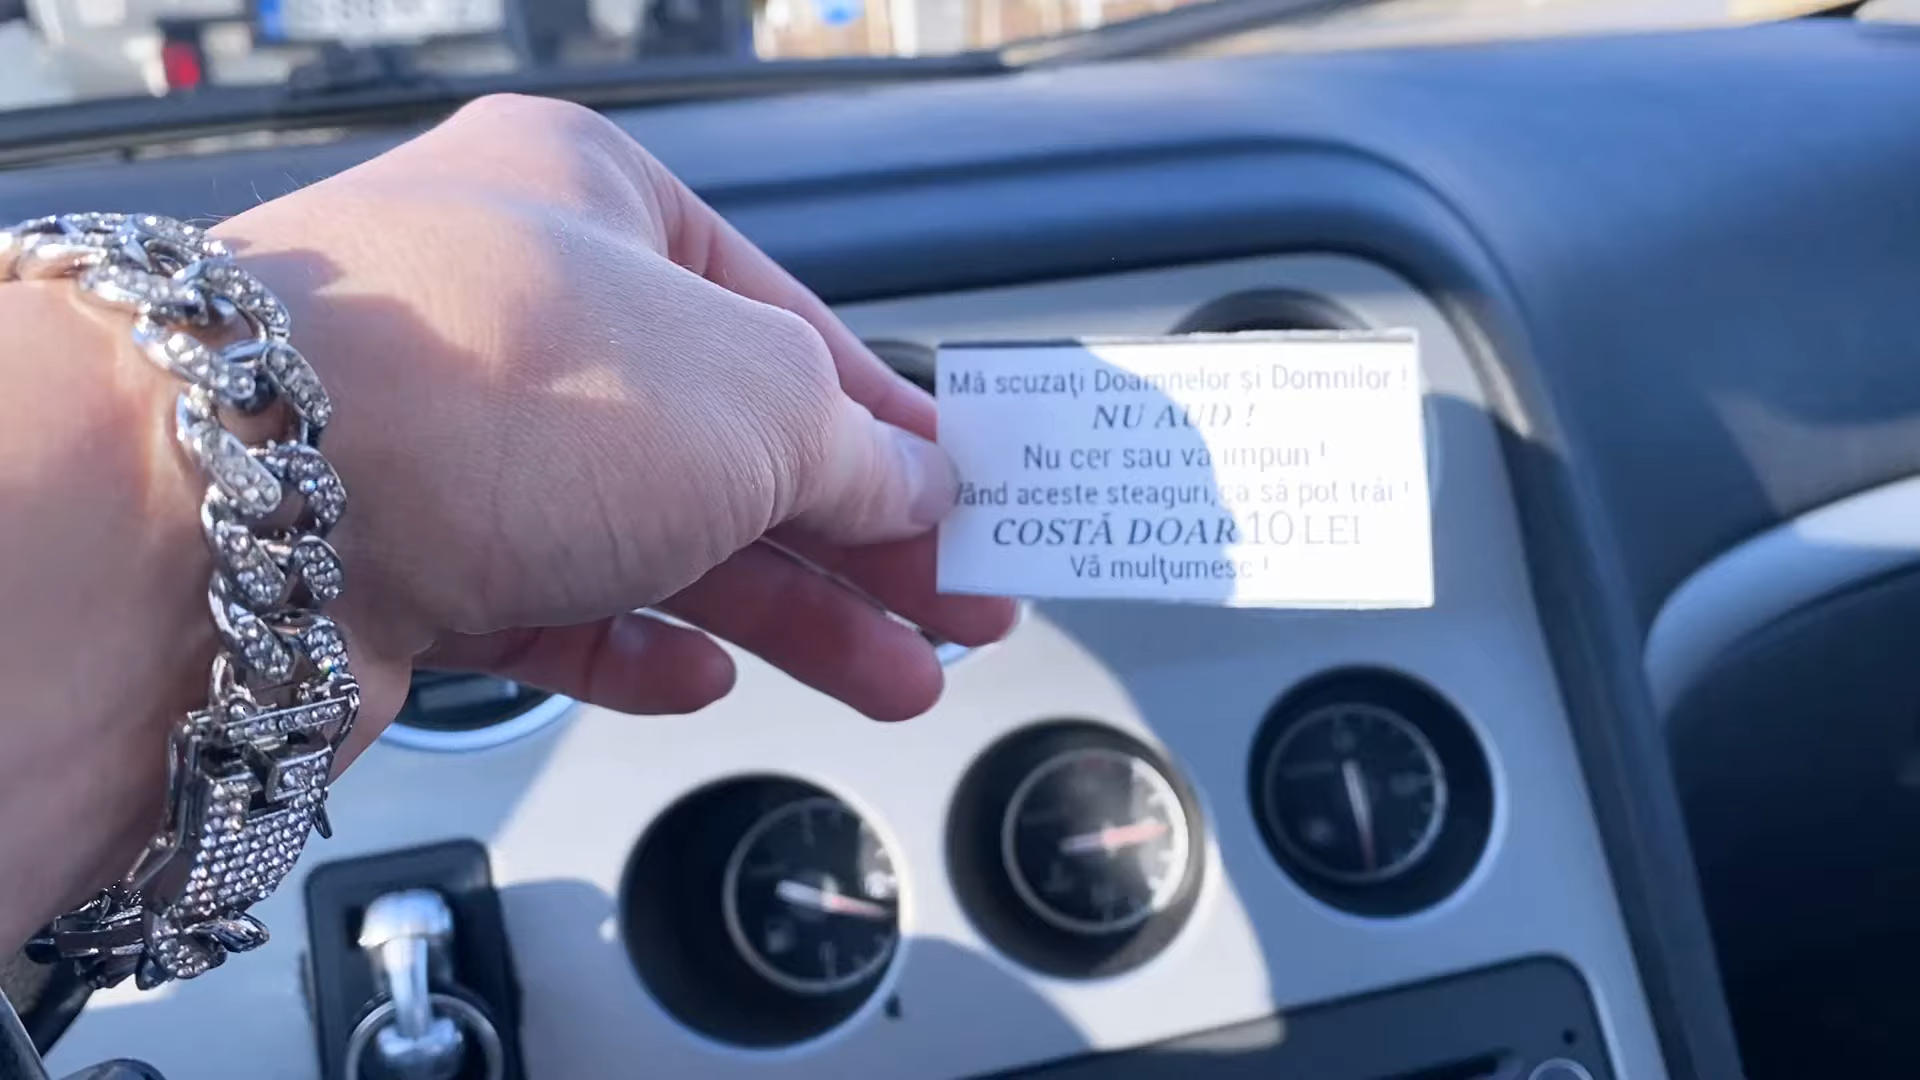 Mă scuzaţi Doamnelor şi Domnilor !
NU AUD !
Nu cer sau vă impun !
Vând aceste steaguri, ca să pot trăi !
COSTĂ DOAR 10 LEI
Vă mulţumesc !